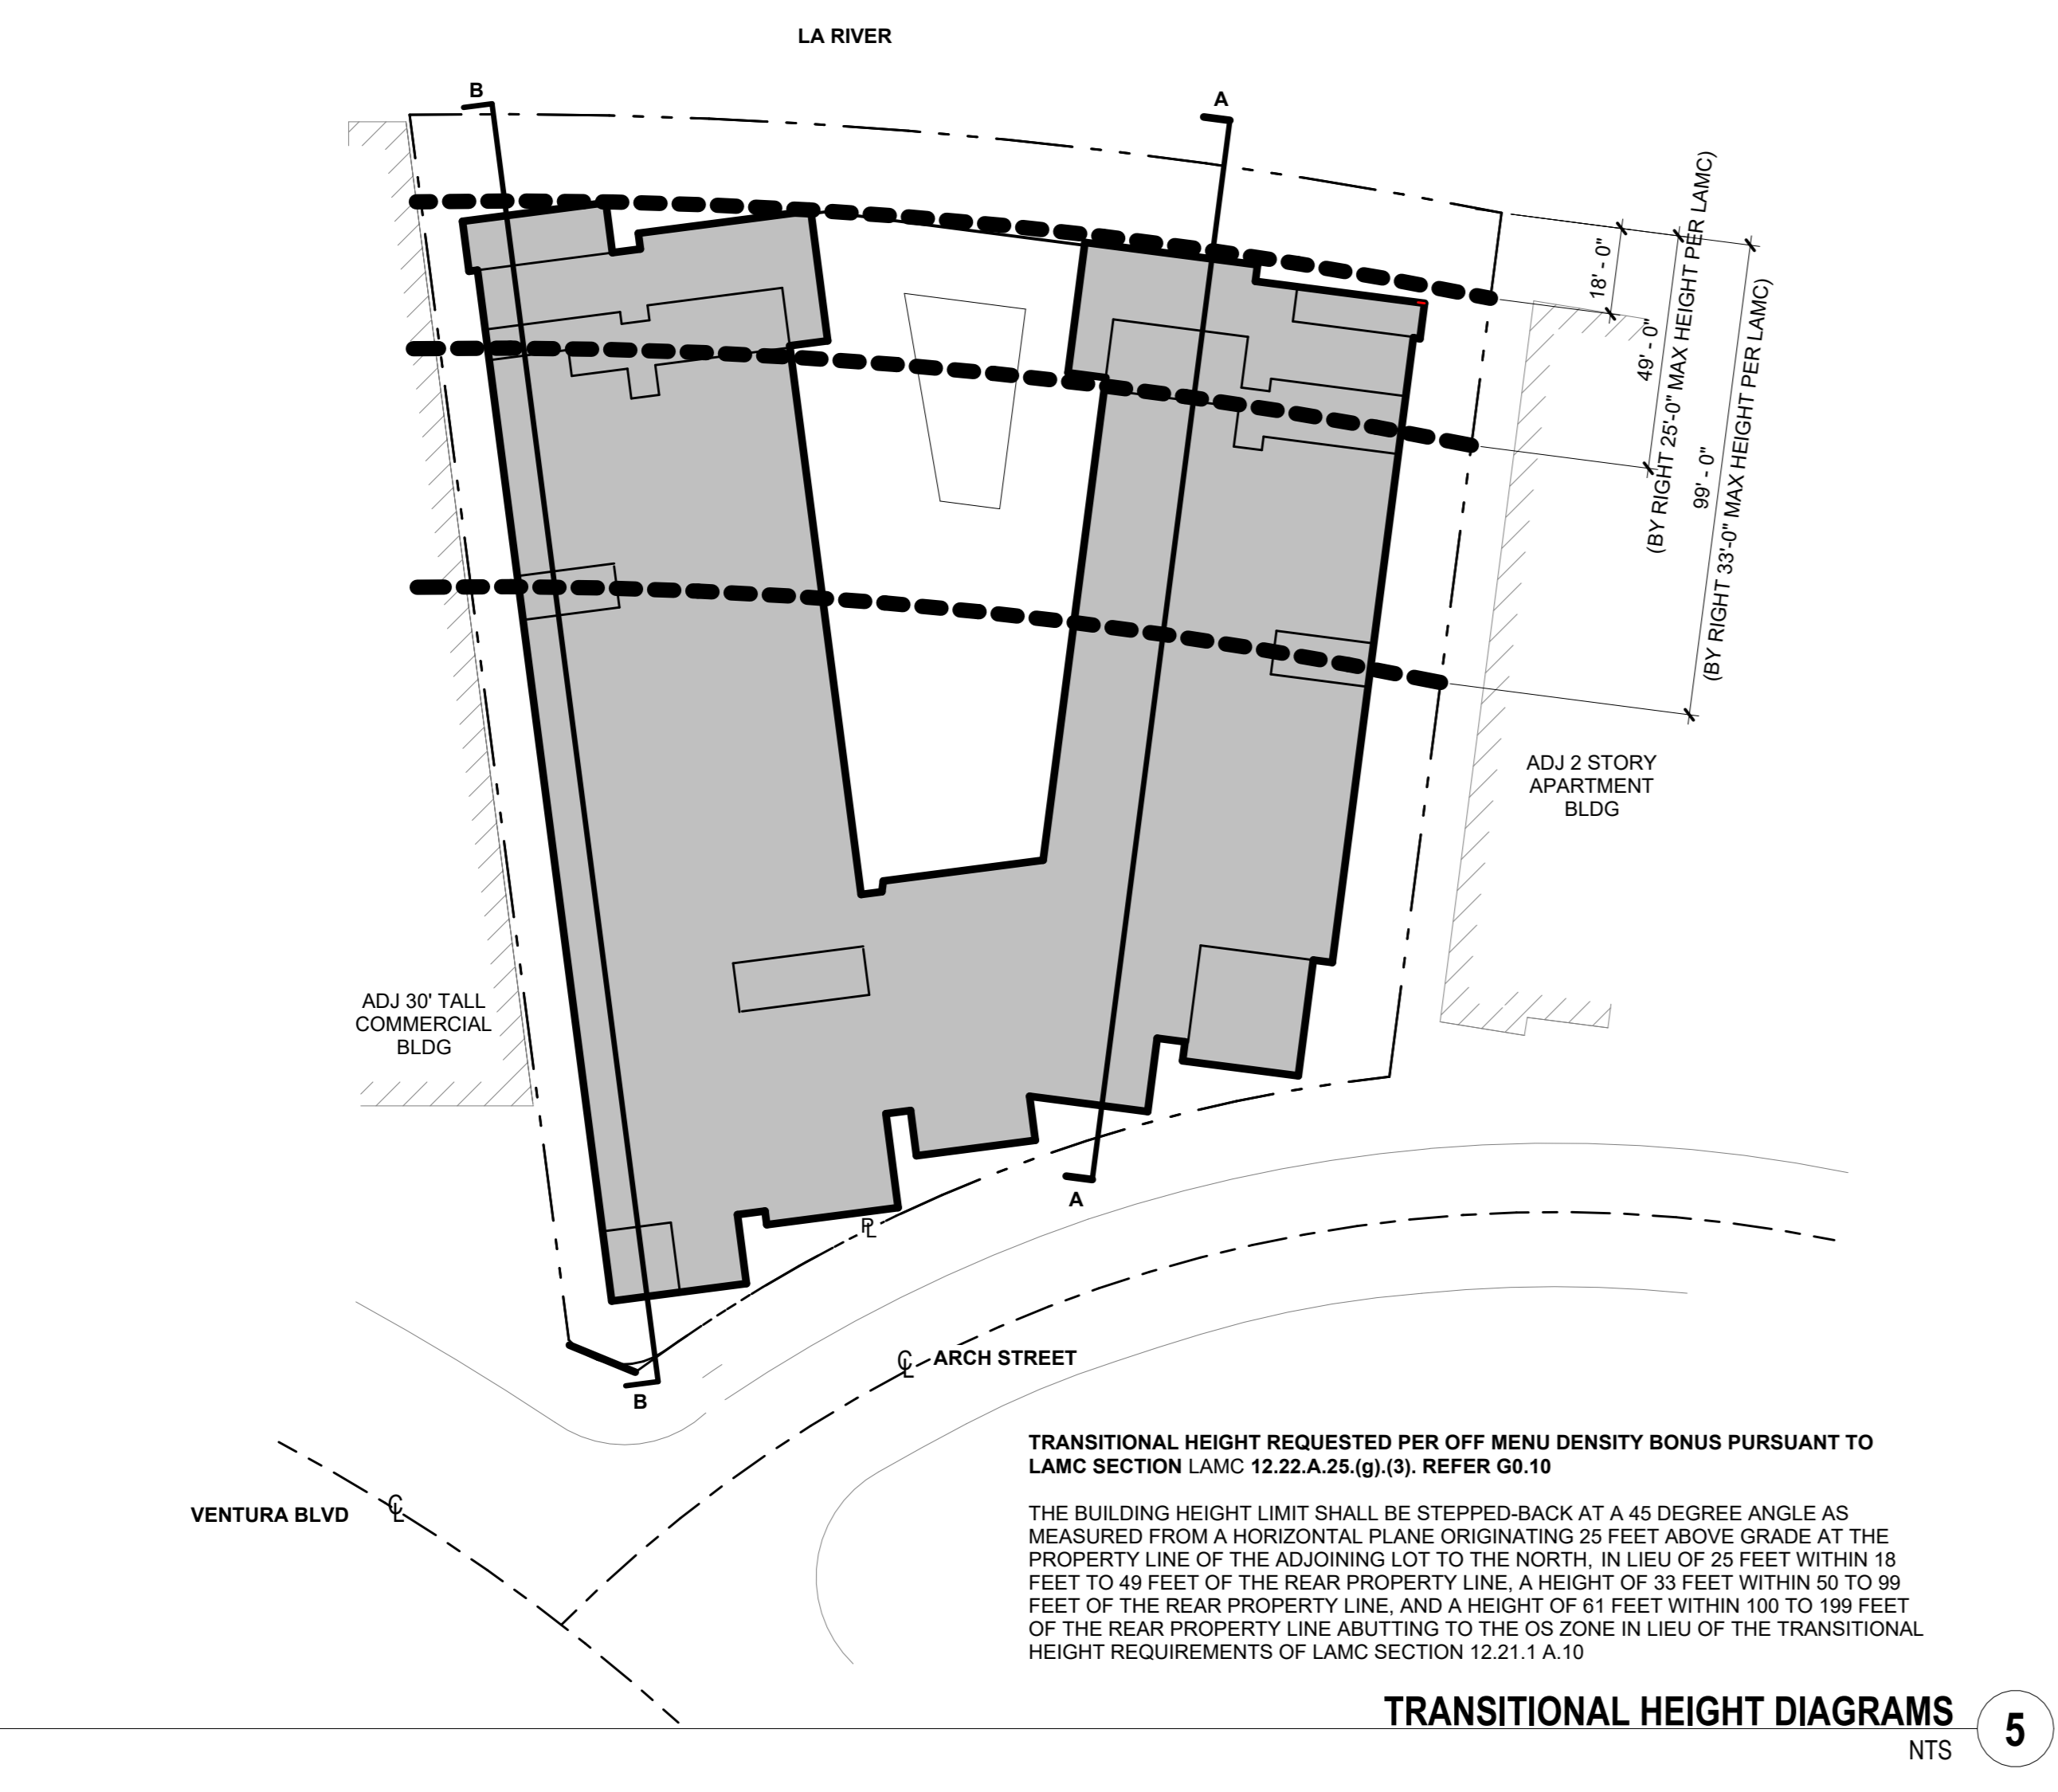 LA RIVER
B
A
18' - 0"
49' - 0"
(BY RIGHT 25'-0" MAX HEIGHT PER LAMC)
99' - 0"
(BY RIGHT 33'-0" MAX HEIGHT PER LAMC)
ADJ 2 STORY
APARTMENT
BLDG
ADJ 30' TALL
COMMERCIAL
BLDG
A
PL
CL ARCH STREET
B
VENTURA BLVD CL
TRANSITIONAL HEIGHT REQUESTED PER OFF MENU DENSITY BONUS PURSUANT TO
LAMC SECTION LAMC 12.22.A.25.(g).(3). REFER G0.10
THE BUILDING HEIGHT LIMIT SHALL BE STEPPED-BACK AT A 45 DEGREE ANGLE AS
MEASURED FROM A HORIZONTAL PLANE ORIGINATING 25 FEET ABOVE GRADE AT THE
PROPERTY LINE OF THE ADJOINING LOT TO THE NORTH, IN LIEU OF 25 FEET WITHIN 18
FEET TO 49 FEET OF THE REAR PROPERTY LINE, A HEIGHT OF 33 FEET WITHIN 50 TO 99
FEET OF THE REAR PROPERTY LINE, AND A HEIGHT OF 61 FEET WITHIN 100 TO 199 FEET
OF THE REAR PROPERTY LINE ABUTTING TO THE OS ZONE IN LIEU OF THE TRANSITIONAL
HEIGHT REQUIREMENTS OF LAMC SECTION 12.21.1 A.10
TRANSITIONAL HEIGHT DIAGRAMS
5
NTS